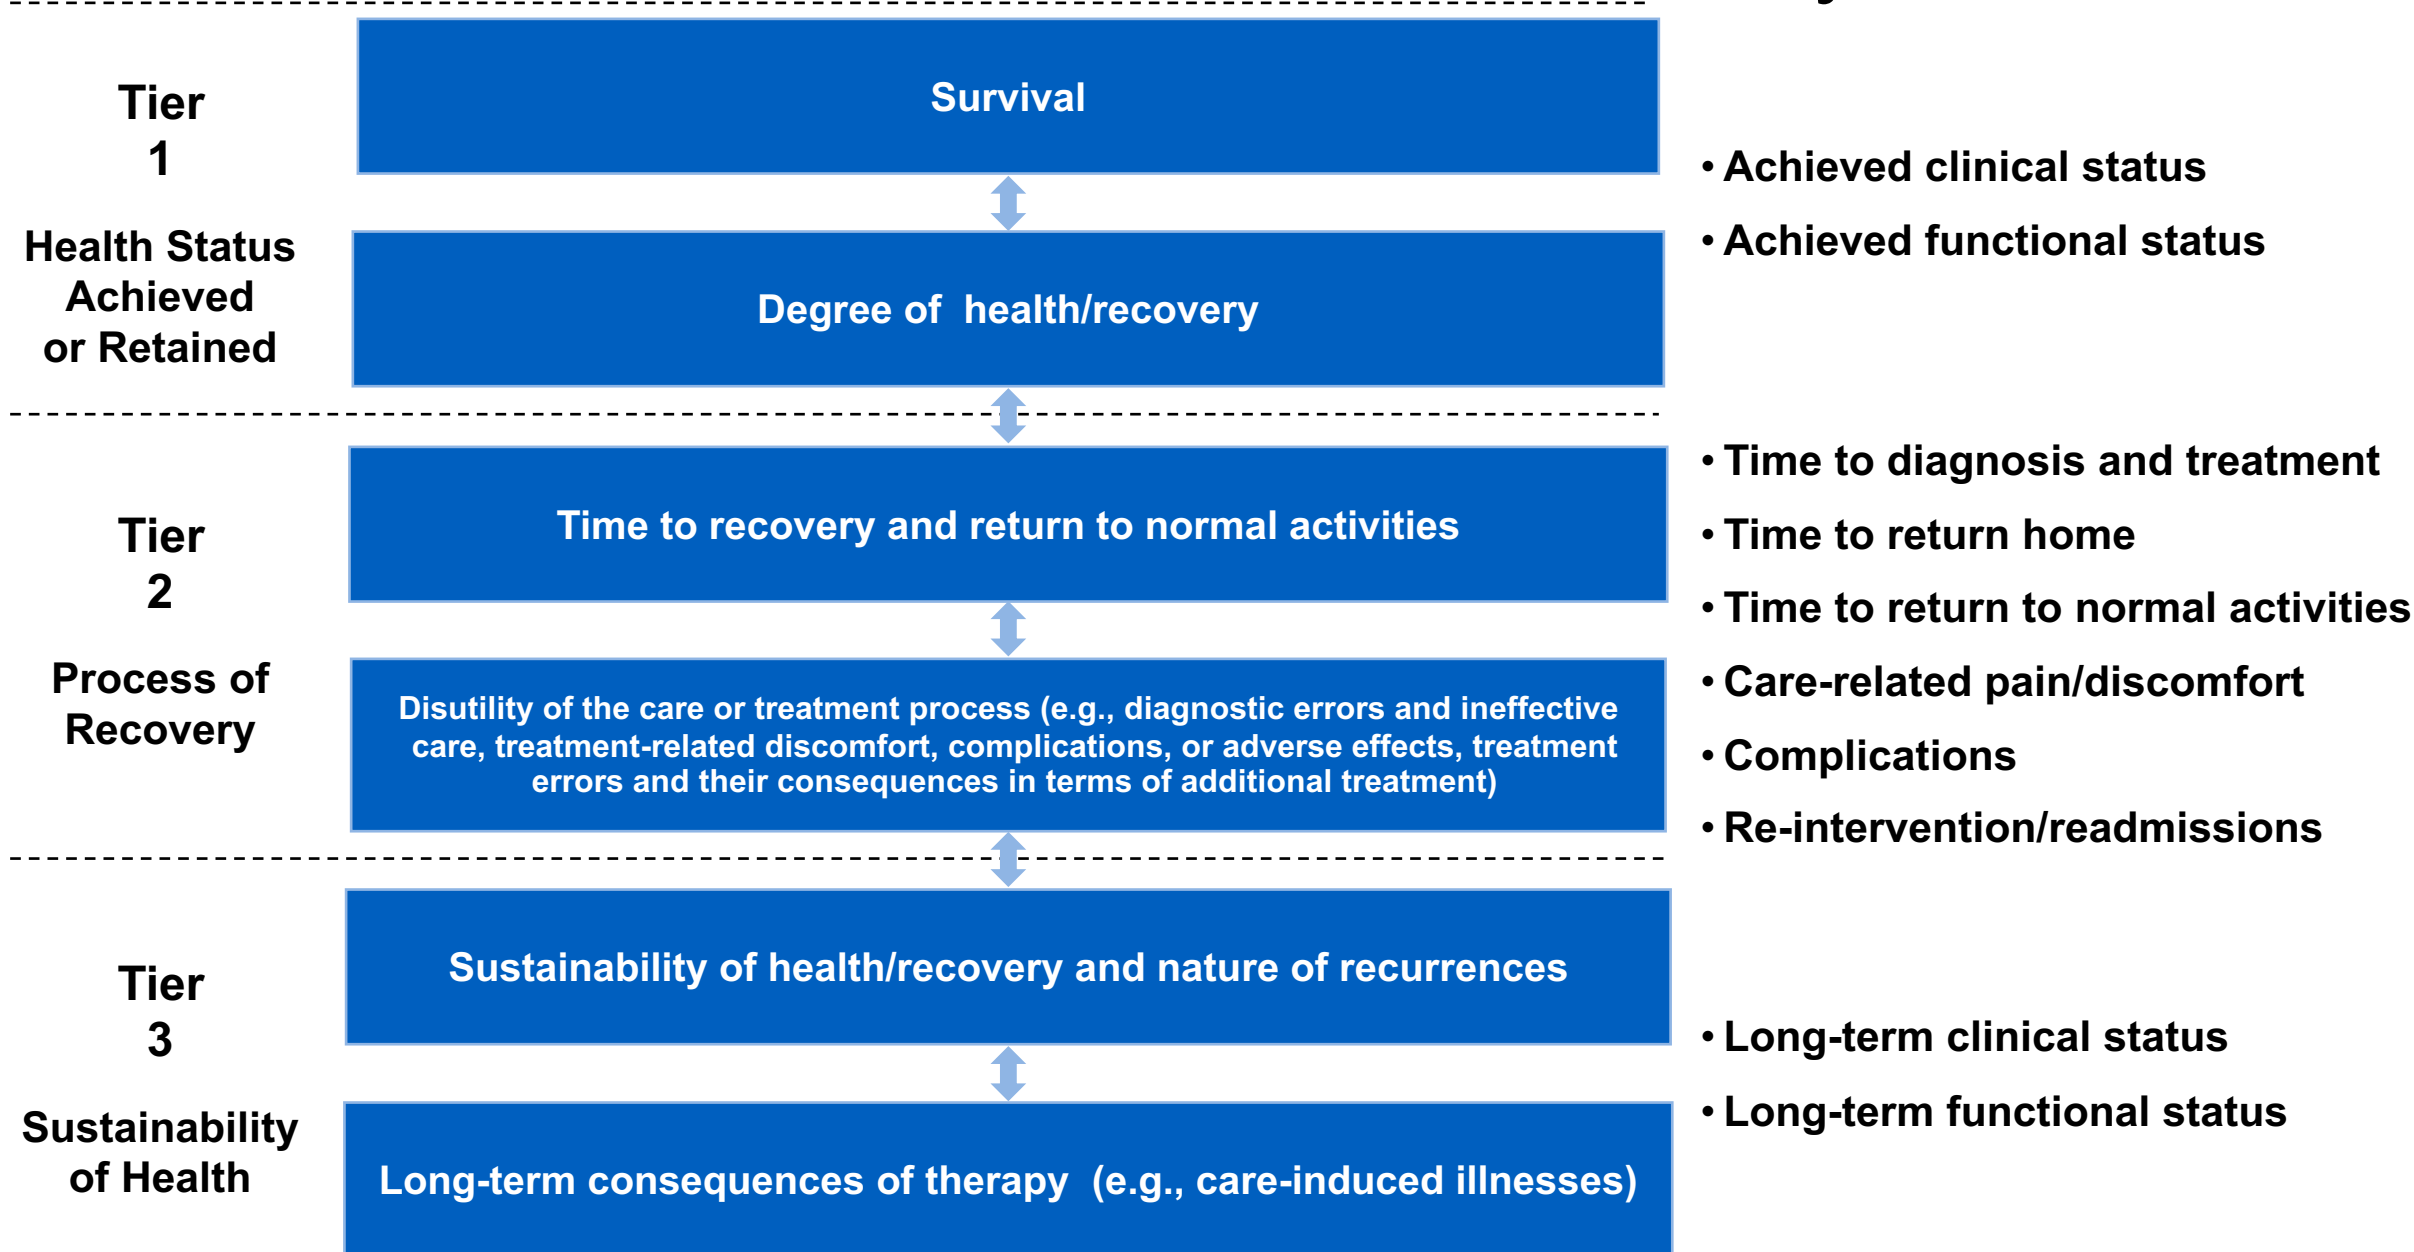 Tier
1
Health Status
Achieved
or Retained
Survival
Degree of  health/recovery
• Achieved clinical status
• Achieved functional status
Tier
2
Process of
Recovery
Time to recovery and return to normal activities
Disutility of the care or treatment process (e.g., diagnostic errors and ineffective
care, treatment-related discomfort, complications, or adverse effects, treatment
errors and their consequences in terms of additional treatment)
• Time to diagnosis and treatment
• Time to return home
• Time to return to normal activities
• Care-related pain/discomfort
• Complications
• Re-intervention/readmissions
Tier
3
Sustainability
of Health
Sustainability of health/recovery and nature of recurrences
Long-term consequences of therapy  (e.g., care-induced illnesses)
• Long-term clinical status
• Long-term functional status